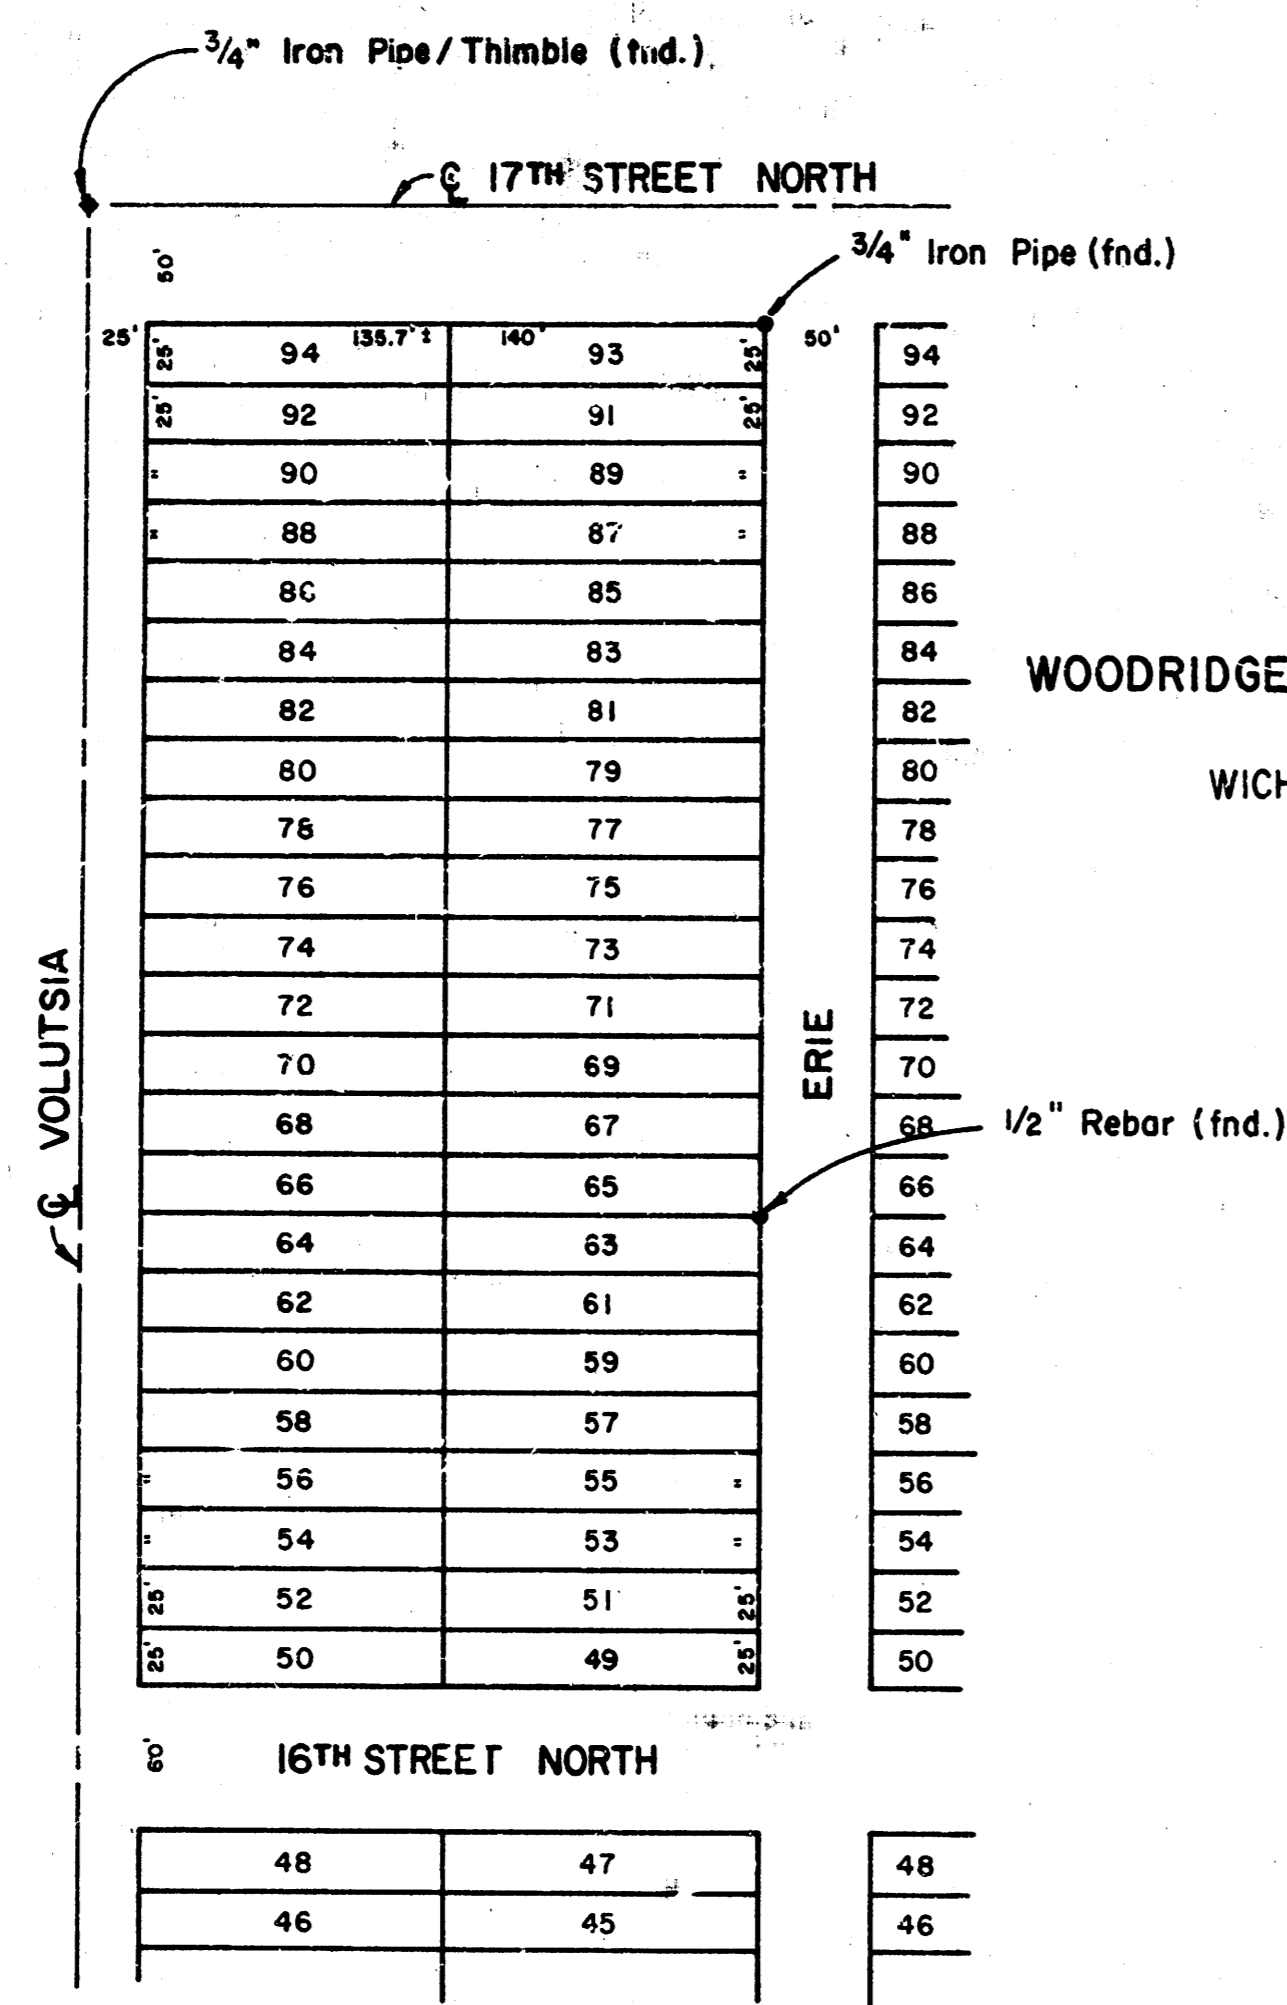 3/4" Iron Pipe/Thimble (fnd.)
℄ 17TH STREET NORTH
50'
3/4" Iron Pipe (fnd.)
25' 25' 94 135.7'± 140' 93 25' 50' 94
25' 92 91 25' 92
" 90 89 " 90
" 88 87 " 88
86 85 86
84 83 84
WOODRIDGE
82 81 82
80 79 80
WICH
78 77 78
76 75 76
74 73 74
72 71 72
70 69 70
68 67 68
1/2" Rebar (fnd.)
66 65 66
64 63 64
62 61 62
60 59 60
58 57 58
" 56 55 " 56
" 54 53 " 54
25' 52 51 25' 52
25' 50 49 25' 50
℄ VOLUTSIA
ERIE
60' 16TH STREET NORTH
48 47 48
46 45 46